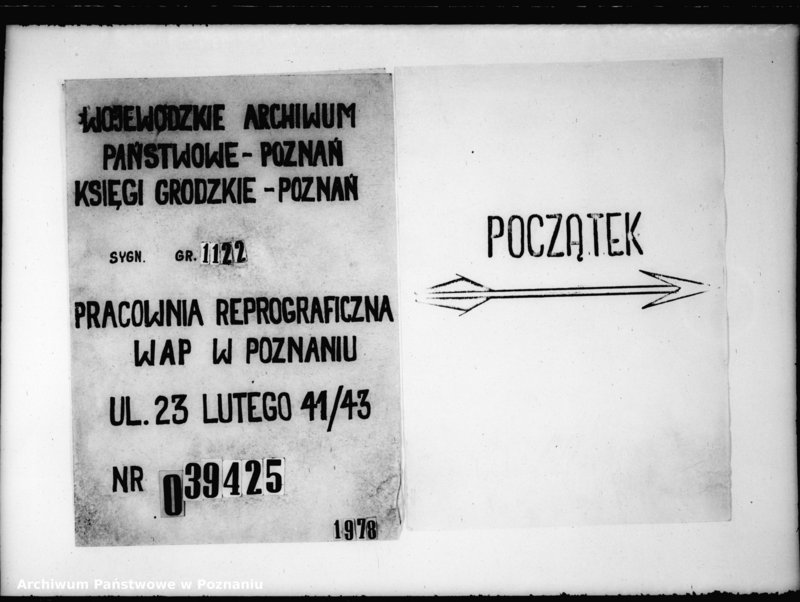 WOJEWÓDZKIE ARCHIWUM
PAŃSTWOWE - POZNAŃ
KSIĘGI GRODZKIE - POZNAŃ
SYGN. GR. 1122
PRACOWNIA REPROGRAFICZNA
WAP W POZNANIU
UL. 23 LUTEGO 41/43
NR 039425
1978
POCZĄTEK
Archiwum Państwowe w Poznaniu